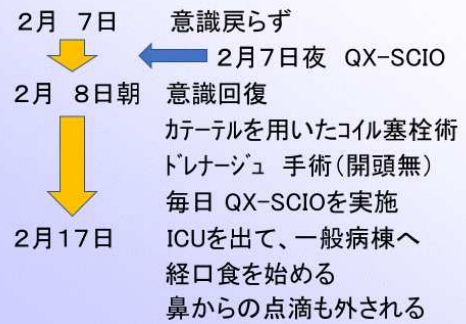 2月 7日 意識戻らず
2月7日夜 QX-SCIO
2月 8日朝 意識回復
カテーテルを用いたコイル塞栓術
ドレナージュ 手術(開頭無)
毎日 QX-SCIOを実施
2月17日 ICUを出て、一般病棟へ
経口食を始める
鼻からの点滴も外される